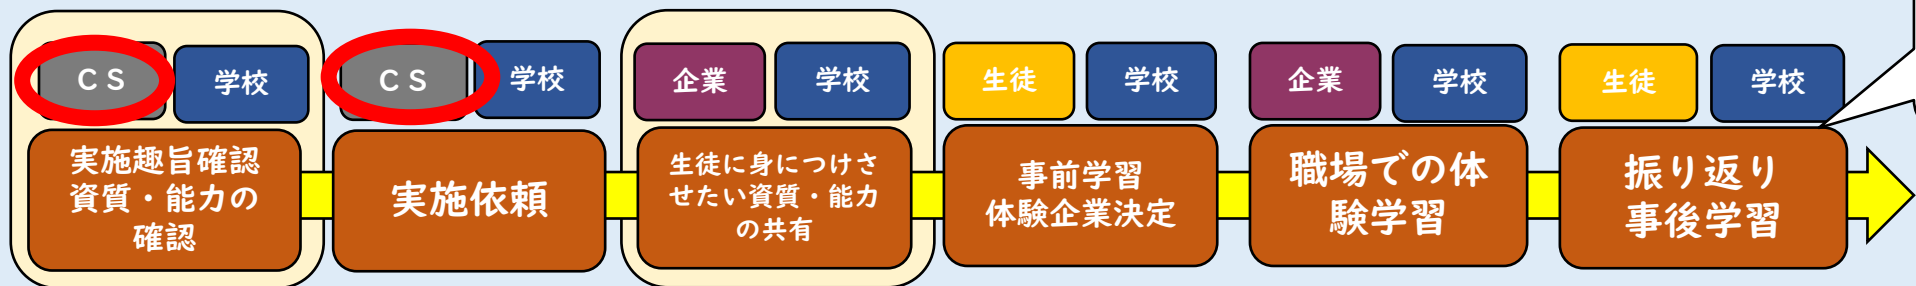 ＣＳ
学校
実施趣旨確認
資質・能力の
確認
ＣＳ
学校
実施依頼
企業
学校
生徒に身につけさ
せたい資質・能力
の共有
生徒
学校
事前学習
体験企業決定
企業
学校
職場での体
験学習
生徒
学校
振り返り
事後学習